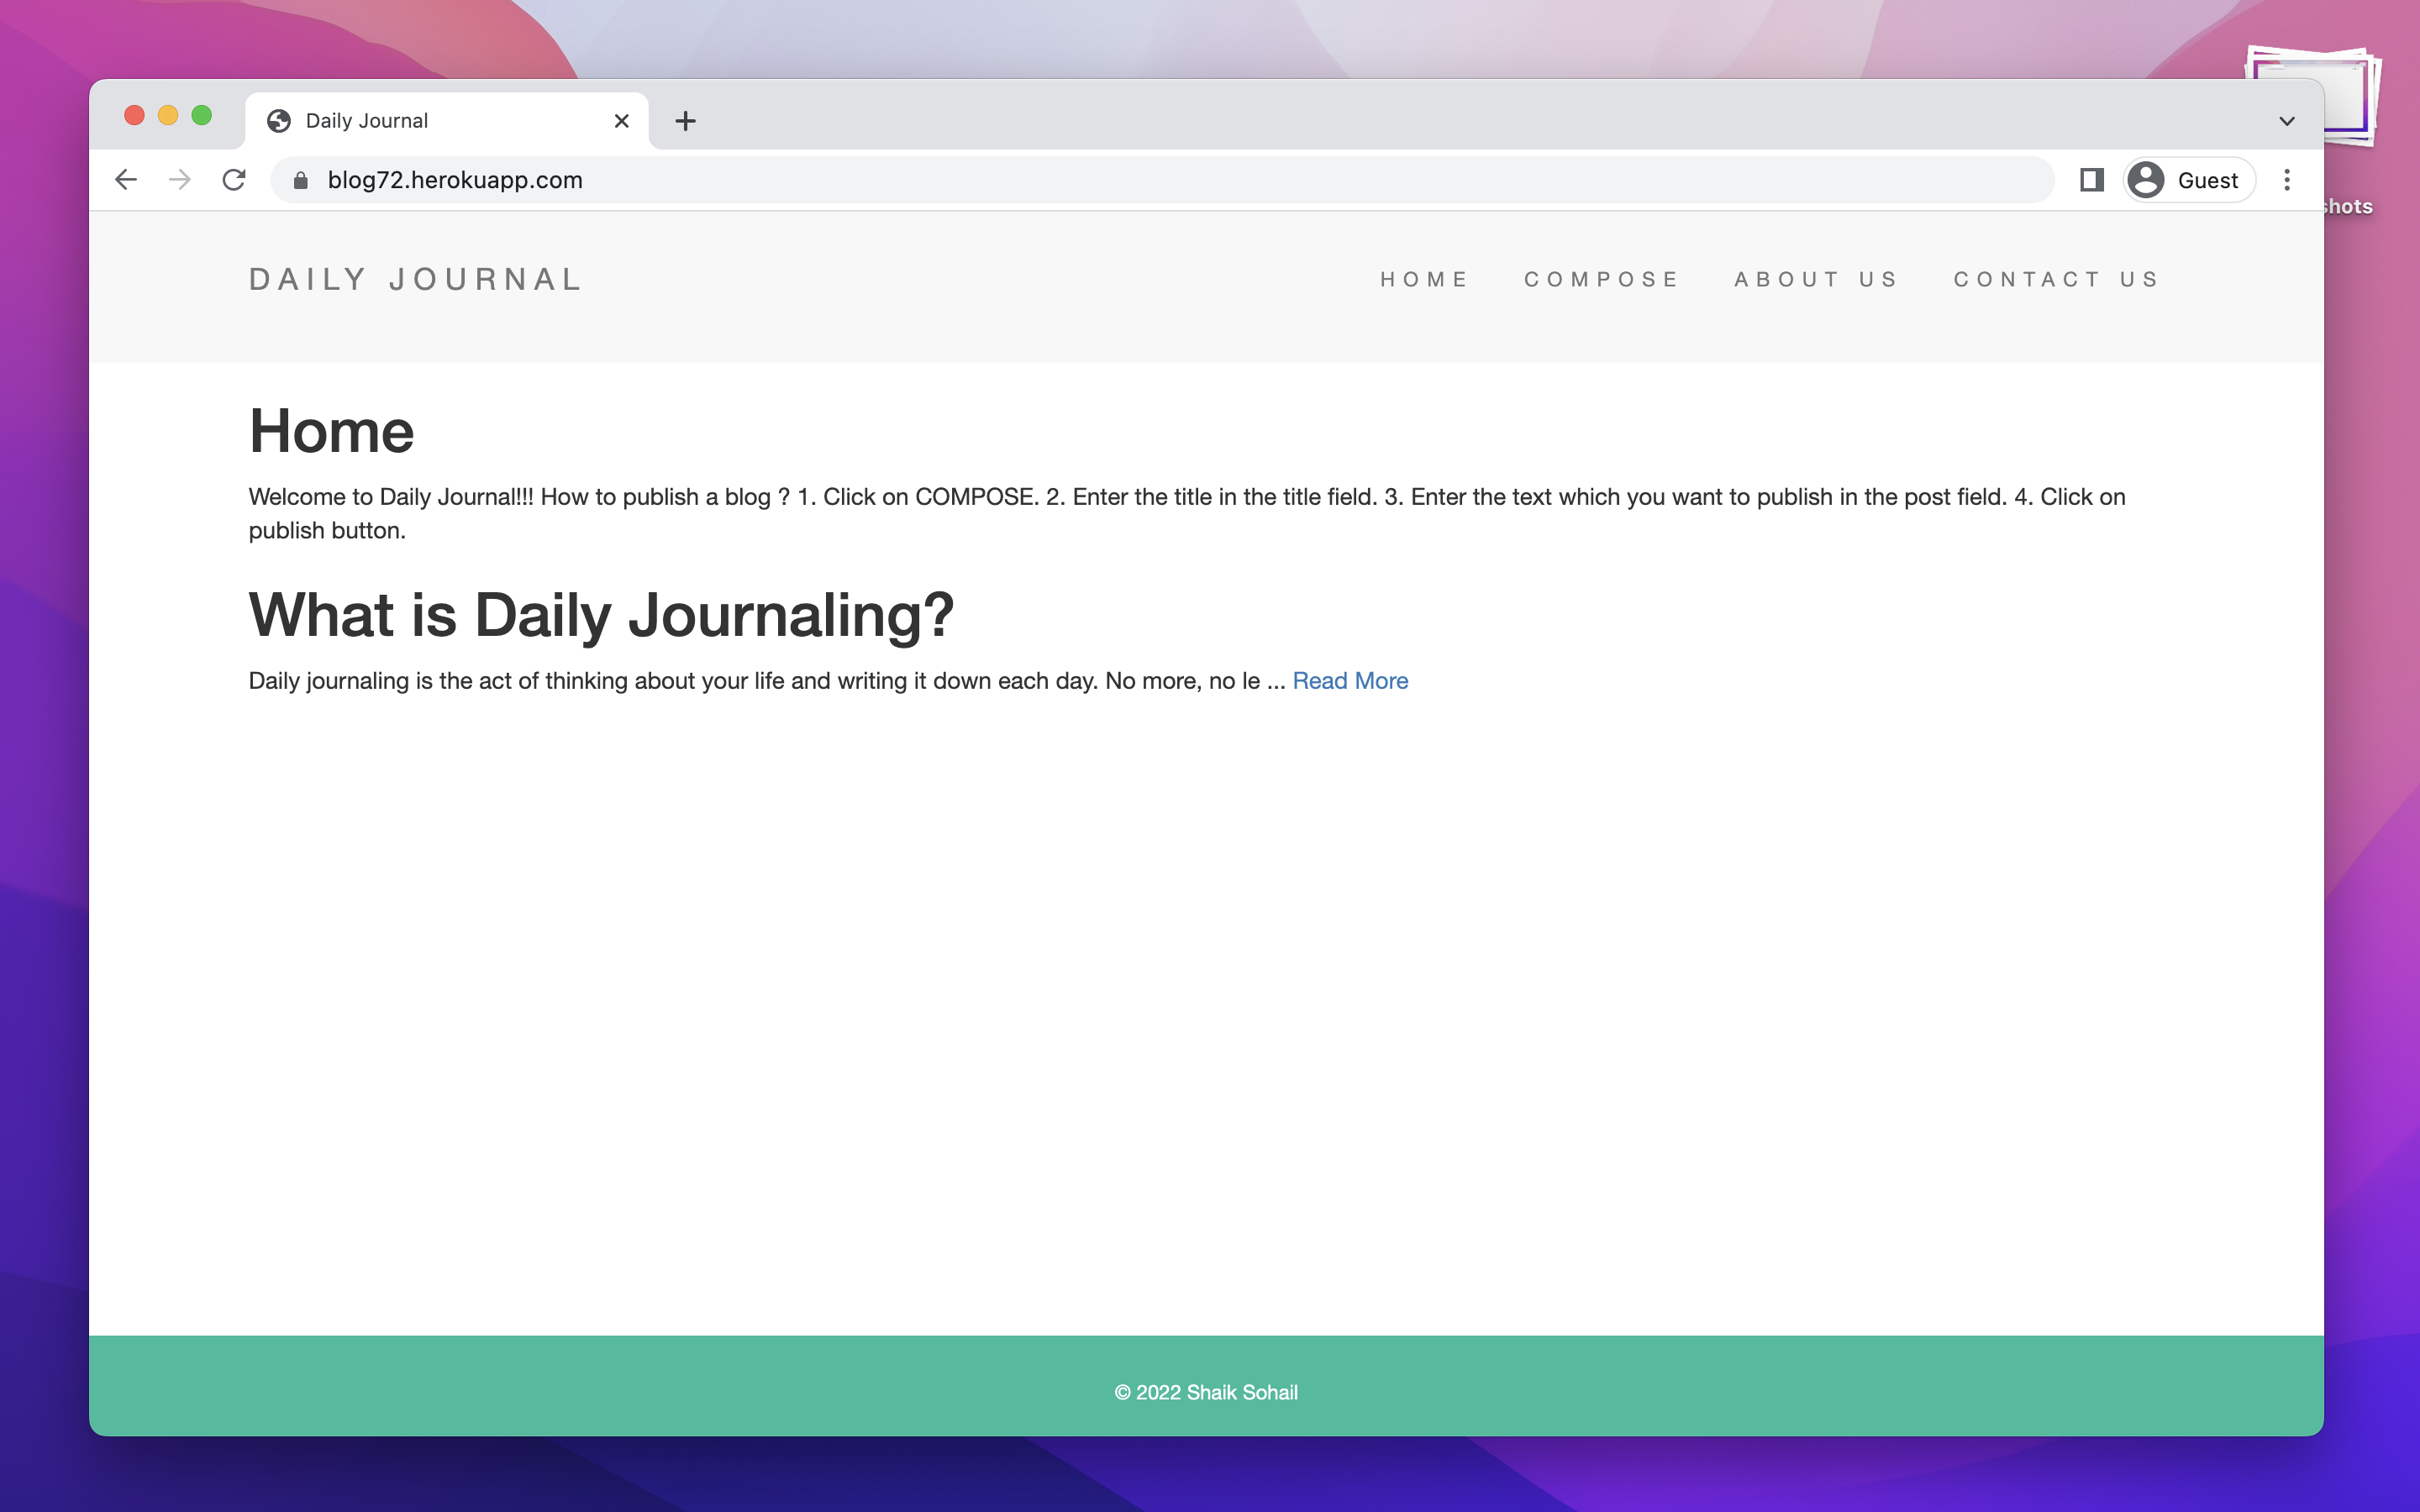 Daily Journal
blog72.herokuapp.com
Guest
shots
DAILY JOURNAL
HOME COMPOSE ABOUT US CONTACT US
Home
Welcome to Daily Journal!!! How to publish a blog ? 1. Click on COMPOSE. 2. Enter the title in the title field. 3. Enter the text which you want to publish in the post field. 4. Click on
publish button.
What is Daily Journaling?
Daily journaling is the act of thinking about your life and writing it down each day. No more, no le ... Read More
© 2022 Shaik Sohail